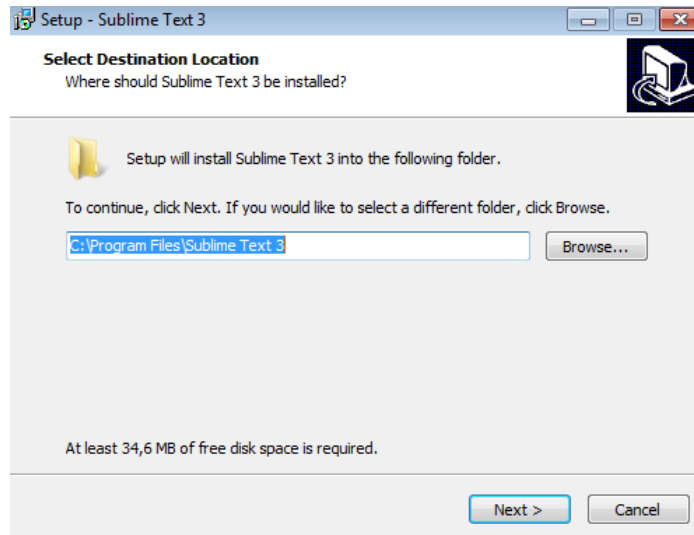 Setup - Sublime Text 3
Select Destination Location
Where should Sublime Text 3 be installed?
Setup will install Sublime Text 3 into the following folder.
To continue, click Next. If you would like to select a different folder, click Browse.
C:\Program Files\Sublime Text 3
Browse...
At least 34,6 MB of free disk space is required.
Next >
Cancel